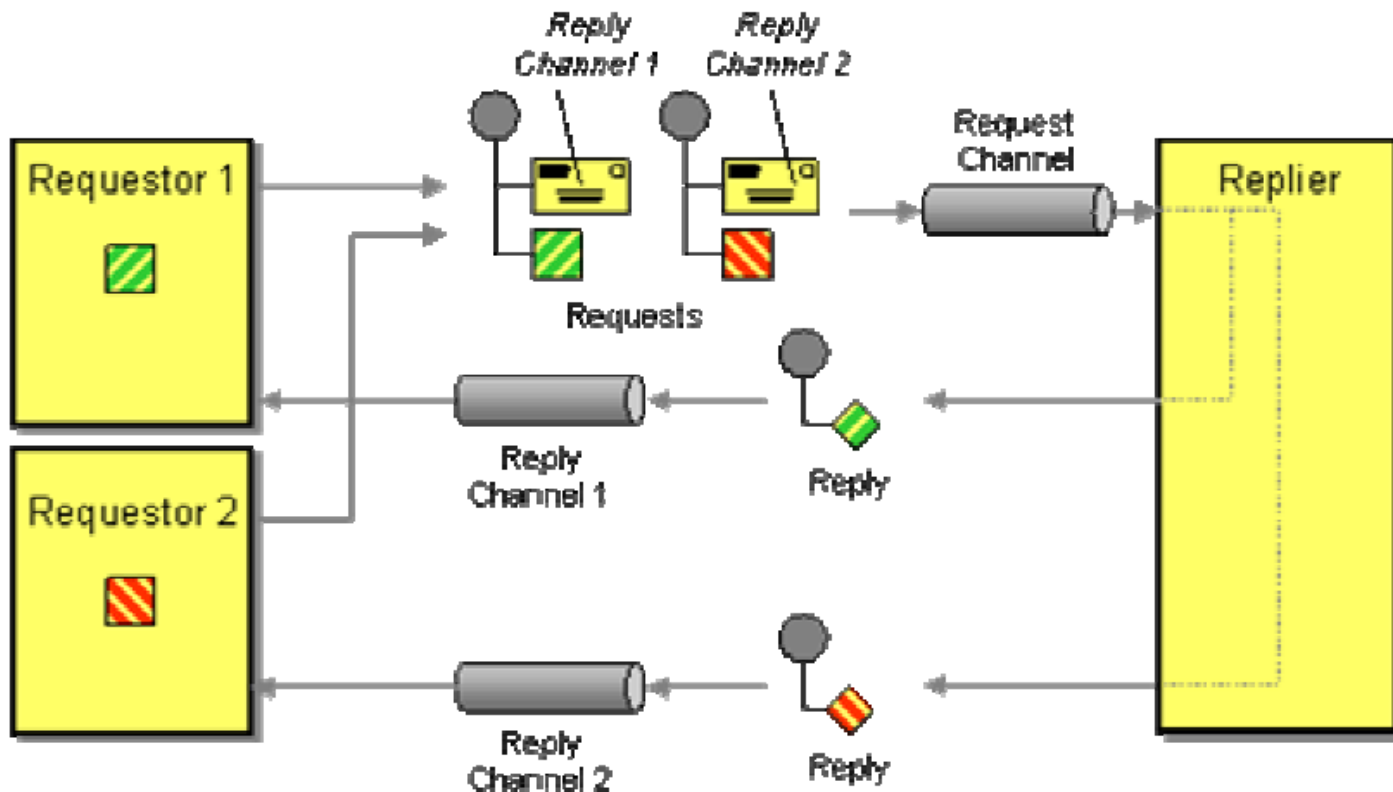 Reply
Channel 1
Reply
Channel 2
Request
Channel
Requestor 1
Replier
Requests
Reply
Channel 1
Reply
Requestor 2
Reply
Channel 2
Reply